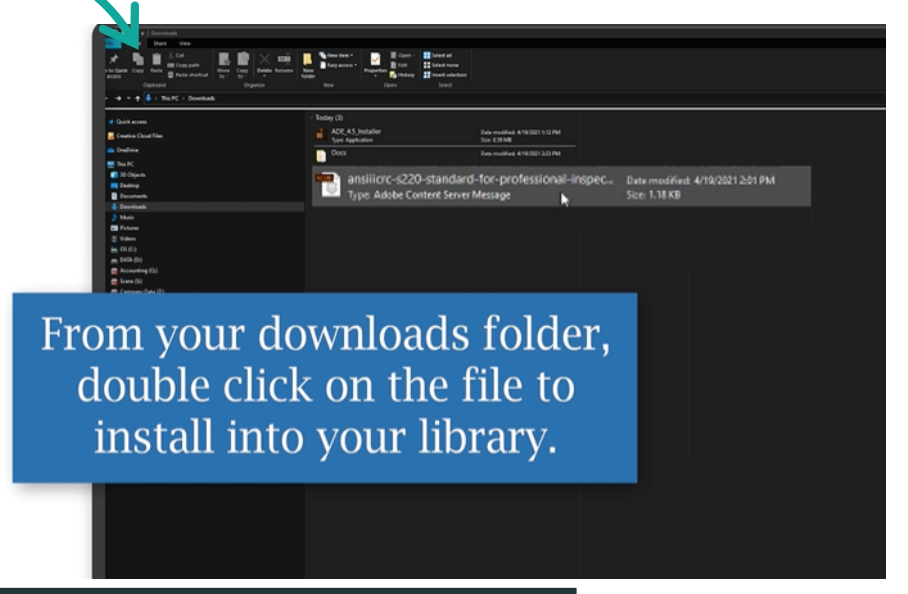 Downloads
Share View
Copy Paste
Cut
Copy path
Paste shortcut
Move to
Copy to
Delete Rename
New folder
New item
Easy access
Properties
Open
Edit
History
Select all
Select none
Invert selection
Clipboard Organize New Open Select
This PC › Downloads
Quick access
Creative Cloud Files
OneDrive
This PC
3D Objects
Desktop
Documents
Downloads
Music
Pictures
Videos
OS (C:)
DATA (D:)
Accounting (G:)
Scans (S:)
Company Data (T:)
Today (3)
ADE_4.5_Installer Date modified: 4/19/2021 1:12 PM
Type: Application Size: 8.50 MB
Docs Date modified: 4/19/2021 2:23 PM
ansiiicrc-s220-standard-for-professional-inspec... Date modified: 4/19/2021 2:01 PM
Type: Adobe Content Server Message Size: 1.18 KB
From your downloads folder,
double click on the file to
install into your library.